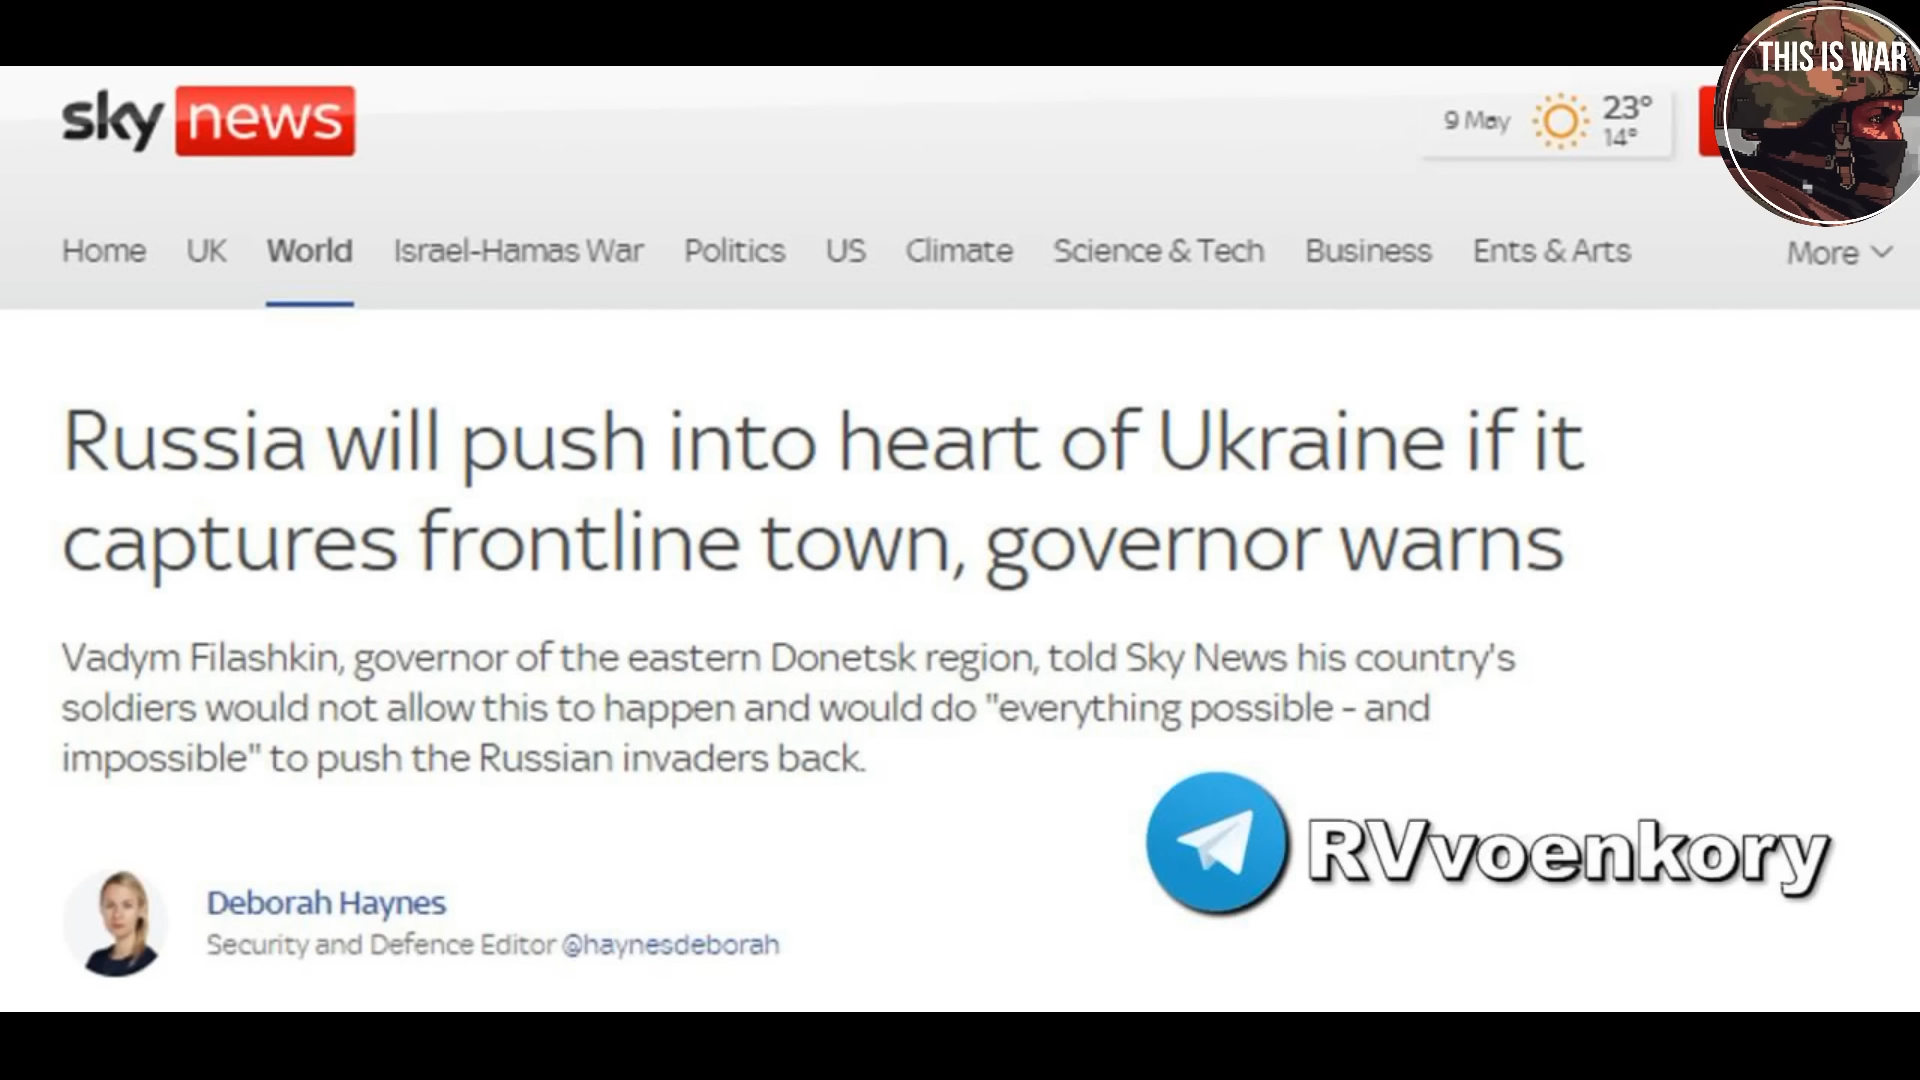 THIS IS WAR
sky news
9 May
23°
14°
Home UK World Israel-Hamas War Politics US Climate Science & Tech Business Ents & Arts More
Russia will push into heart of Ukraine if it
captures frontline town, governor warns
Vadym Filashkin, governor of the eastern Donetsk region, told Sky News his country's
soldiers would not allow this to happen and would do "everything possible - and
impossible" to push the Russian invaders back.
RVvoenkory
Deborah Haynes
Security and Defence Editor @haynesdeborah